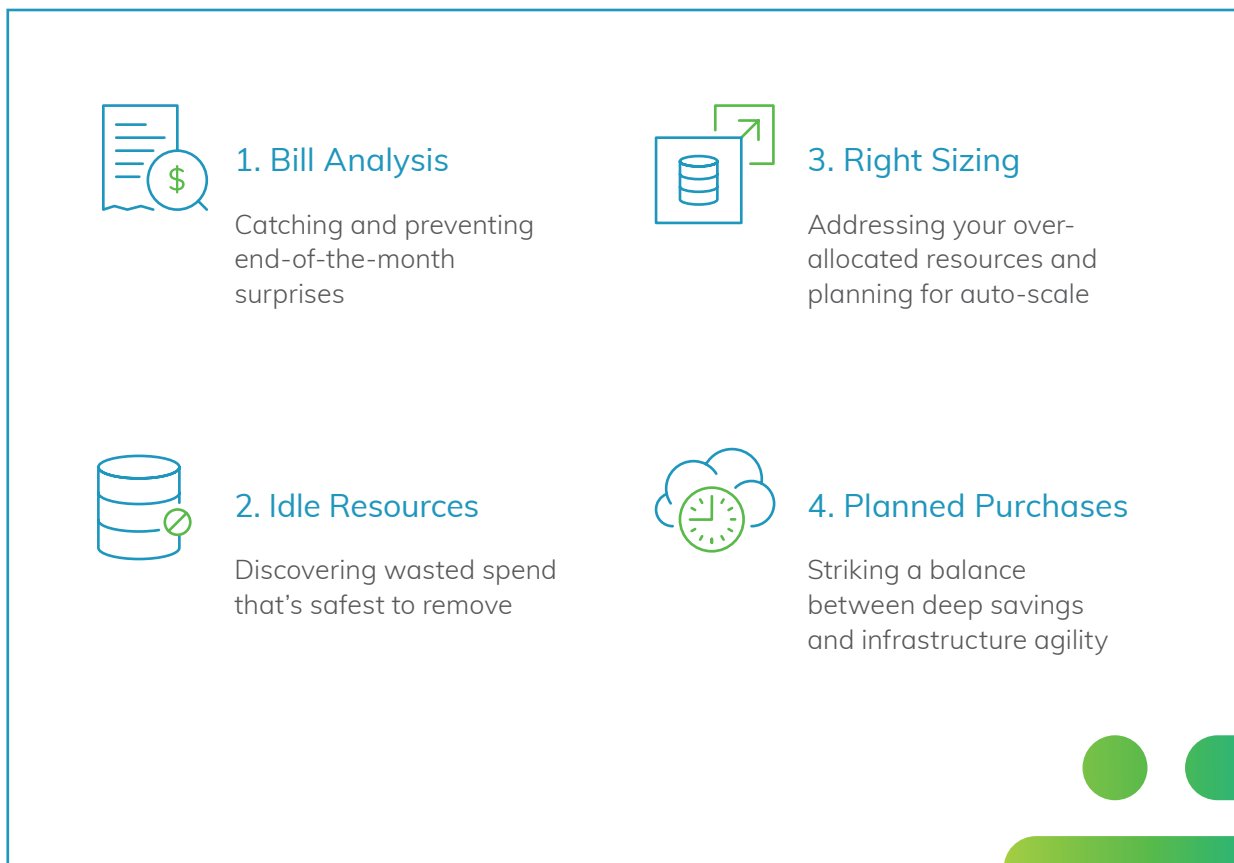 $
1. Bill Analysis
Catching and preventing
end-of-the-month
surprises
2. Idle Resources
Discovering wasted spend
that's safest to remove
3. Right Sizing
Addressing your over-
allocated resources and
planning for auto-scale
4. Planned Purchases
Striking a balance
between deep savings
and infrastructure agility